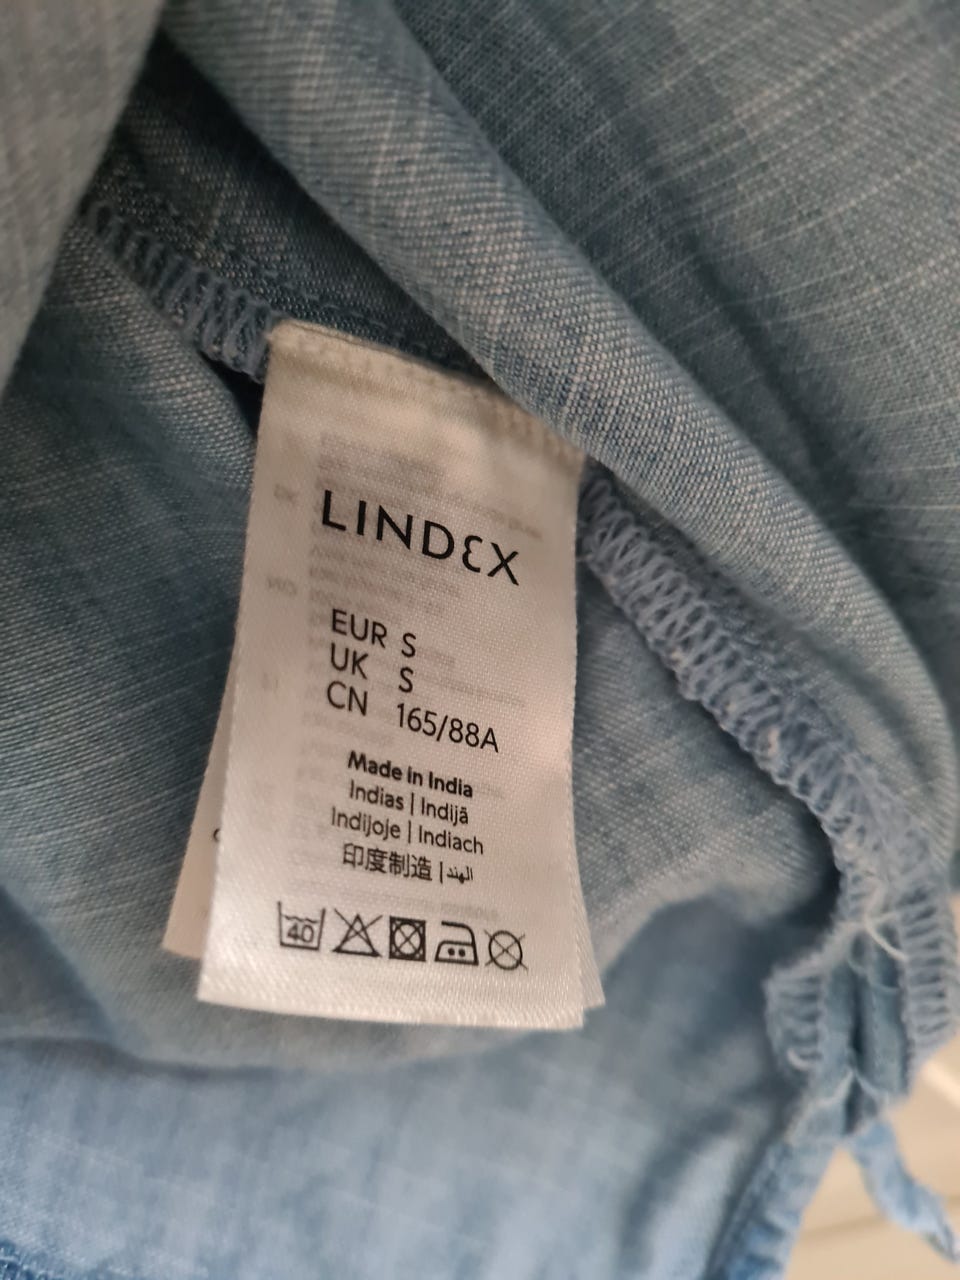 LINDEX
EUR S
UK S
CN 165/88A
Made in India
Indias | Indijā
Indijoje | Indiach
印度制造 | الهند
40